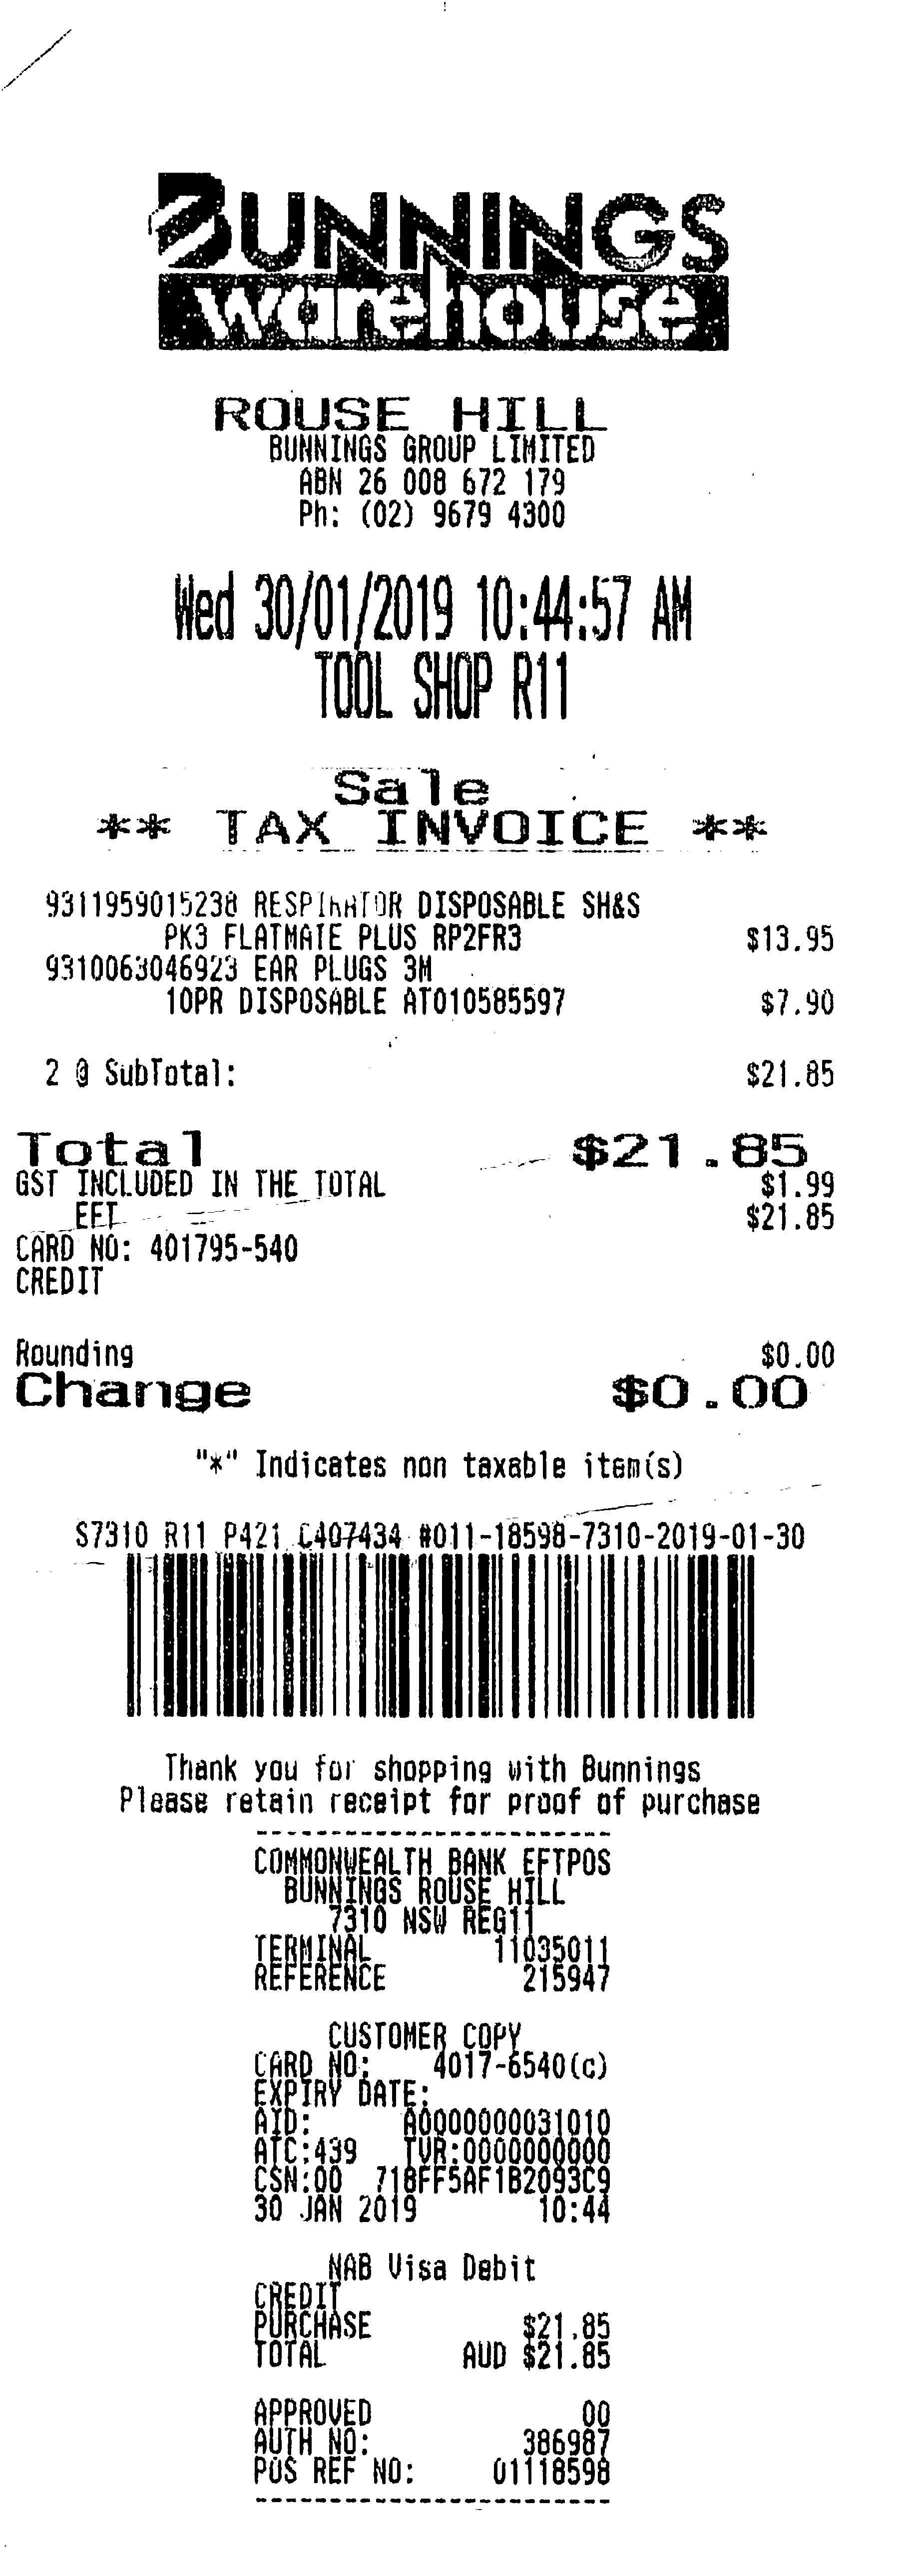 BUNNINGS
warehouse
ROUSE HILL
BUNNINGS GROUP LIMITED
ABN 26 008 672 179
Ph: (02) 9679 4300
Wed 30/01/2019 10:44:57 AM
TOOL SHOP R11
Sale
** TAX INVOICE **
9311959015238 RESPIRATOR DISPOSABLE SH&S
PK3 FLATMATE PLUS RP2FR3 $13.95
9310063046923 EAR PLUGS 3M
10PR DISPOSABLE AT010585597 $7.90
2 @ SubTotal: $21.85
Total $21.85
GST INCLUDED IN THE TOTAL $1.99
EFT $21.85
CARD NO: 401795-540
CREDIT
Rounding $0.00
Change $0.00
"*" Indicates non taxable item(s)
S7310 R11 P421 C407434 #011-18598-7310-2019-01-30
Thank you for shopping with Bunnings
Please retain receipt for proof of purchase
------------------------
COMMONWEALTH BANK EFTPOS
BUNNINGS ROUSE HILL
7310 NSW REG11
TERMINAL 11035011
REFERENCE 215947
CUSTOMER COPY
CARD NO: 4017-6540(c)
EXPIRY DATE:
AID: A0000000031010
ATC:439 TVR:0000000000
CSN:00 718FF5AF1B2093C9
30 JAN 2019 10:44
NAB Visa Debit
CREDIT
PURCHASE $21.85
TOTAL AUD $21.85
APPROVED 00
AUTH NO: 386987
POS REF NO: 01118598
------------------------